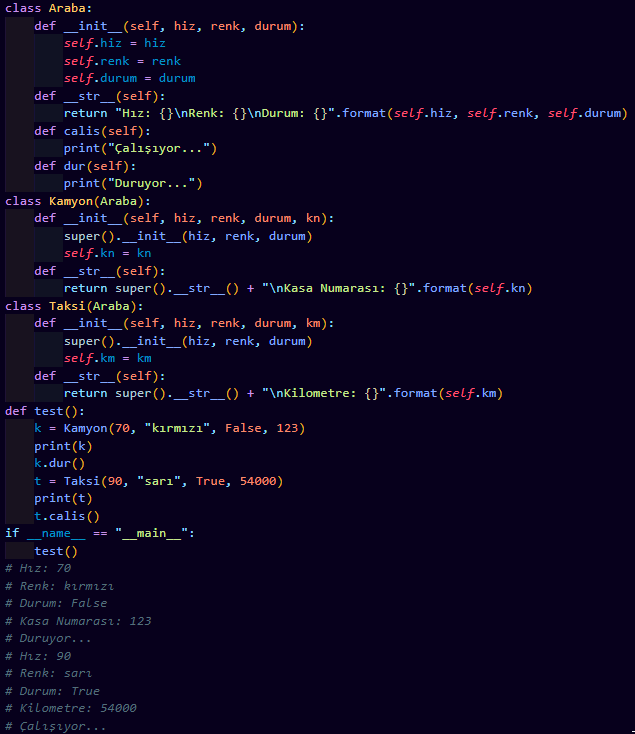 class Araba:
    def __init__(self, hiz, renk, durum):
        self.hiz = hiz
        self.renk = renk
        self.durum = durum
    def __str__(self):
        return "Hız: {}\nRenk: {}\nDurum: {}".format(self.hiz, self.renk, self.durum)
    def calis(self):
        print("Çalışıyor...")
    def dur(self):
        print("Duruyor...")
class Kamyon(Araba):
    def __init__(self, hiz, renk, durum, kn):
        super().__init__(hiz, renk, durum)
        self.kn = kn
    def __str__(self):
        return super().__str__() + "\nKasa Numarası: {}".format(self.kn)
class Taksi(Araba):
    def __init__(self, hiz, renk, durum, km):
        super().__init__(hiz, renk, durum)
        self.km = km
    def __str__(self):
        return super().__str__() + "\nKilometre: {}".format(self.km)
def test():
    k = Kamyon(70, "kırmızı", False, 123)
    print(k)
    k.dur()
    t = Taksi(90, "sarı", True, 54000)
    print(t)
    t.calis()
if __name__ == "__main__":
    test()
# Hız: 70
# Renk: kırmızı
# Durum: False
# Kasa Numarası: 123
# Duruyor...
# Hız: 90
# Renk: sarı
# Durum: True
# Kilometre: 54000
# Çalışıyor...